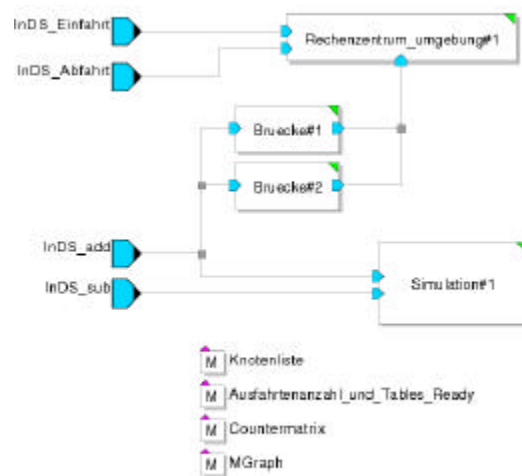 InDS_Einfahrt
Rechenzentrum_umgebung#1
InDS_Abfahrt
Bruecke#1
Bruecke#2
InDS_add
InDS_sub
Simulation#1
M Knotenliste
M Ausfahrtenanzahl_und_Tables_Ready
M Countermatrix
M MGraph